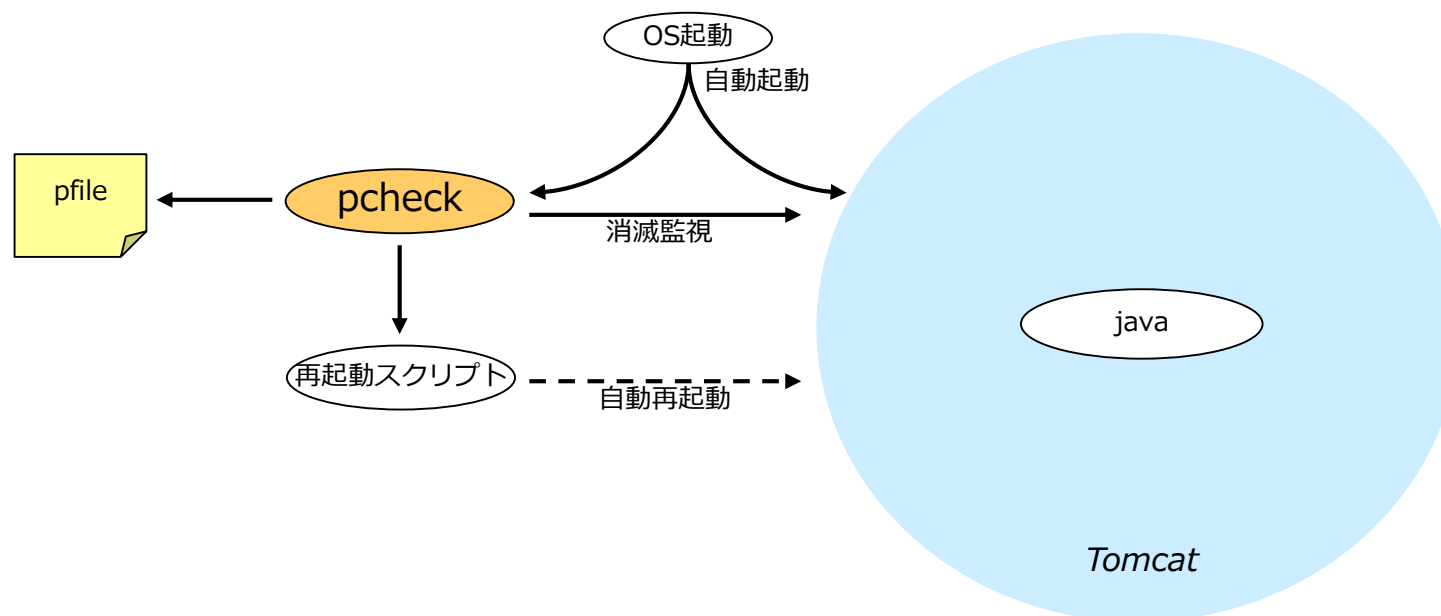 OS起動
自動起動
pfile
pcheck
消滅監視
java
再起動スクリプト
自動再起動
Tomcat